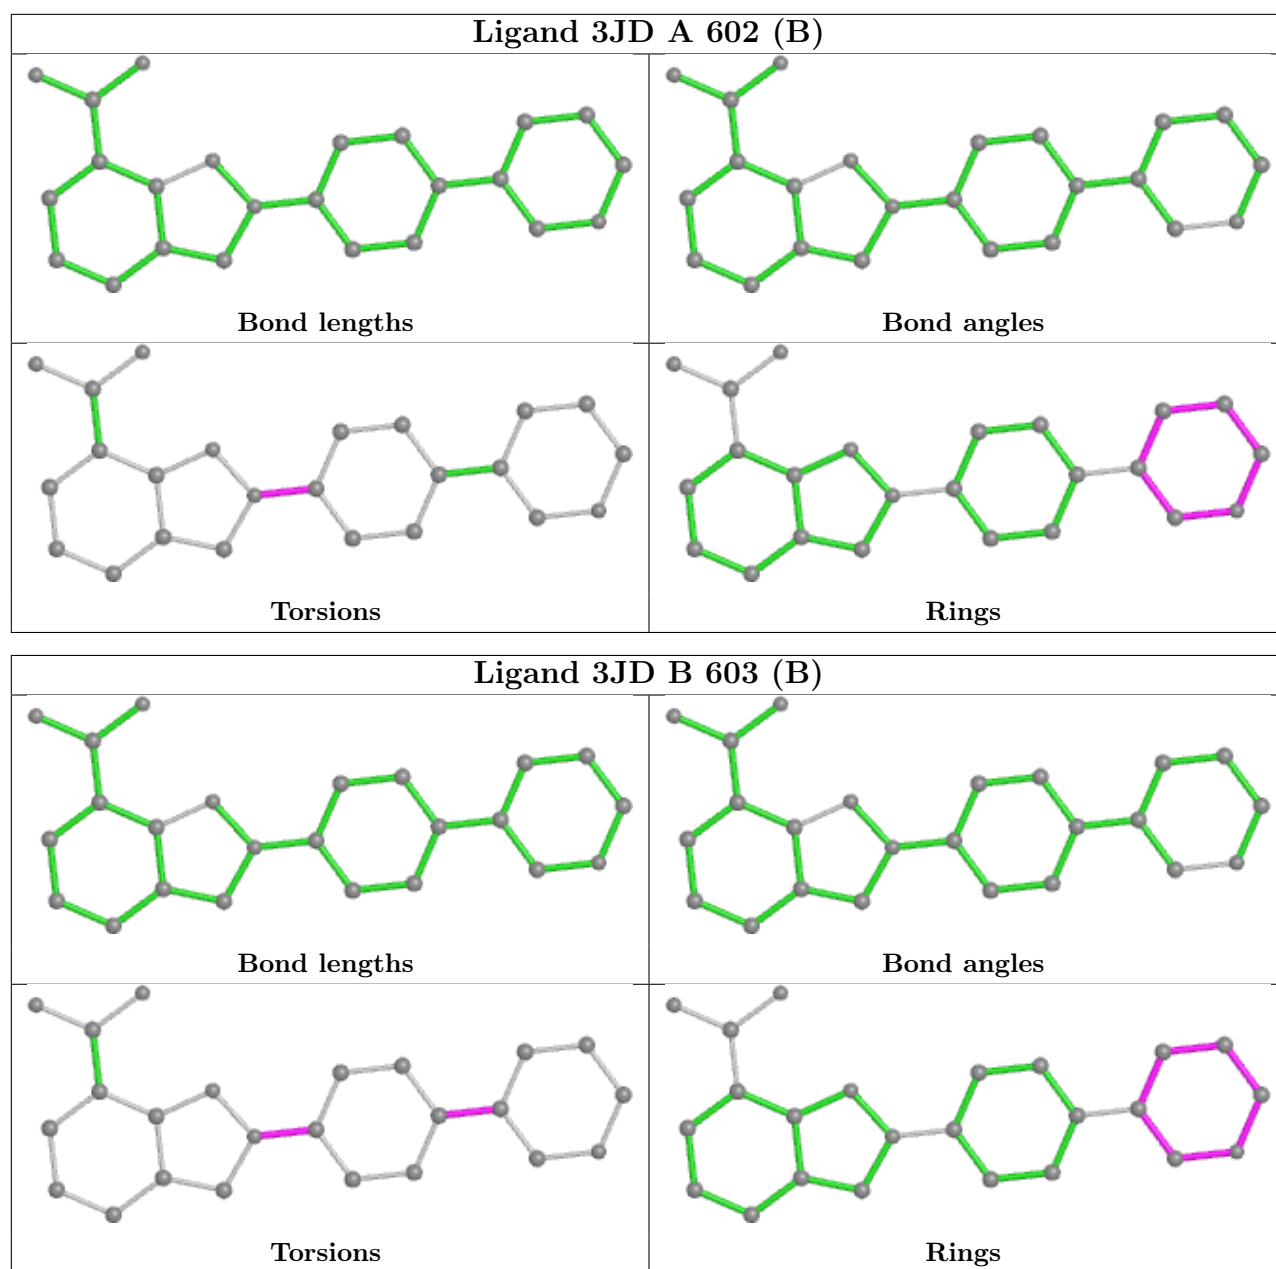 Ligand 3JD A 602 (B)
Bond lengths
Bond angles
Torsions
Rings
Ligand 3JD B 603 (B)
Bond lengths
Bond angles
Torsions
Rings